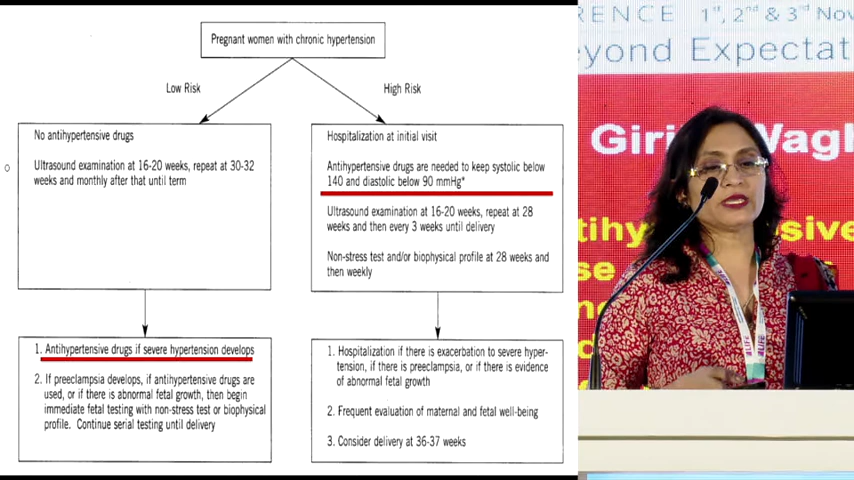 Pregnant women with chronic hypertension
Low Risk
High Risk
No antihypertensive drugs
Ultrasound examination at 16-20 weeks, repeat at 30-32
weeks and monthly after that until term
Hospitalization at initial visit
Antihypertensive drugs are needed to keep systolic below
140 and diastolic below 90 mmHg*
Ultrasound examination at 16-20 weeks, repeat at 28
weeks and then every 3 weeks until delivery
Non-stress test and/or biophysical profile at 28 weeks and
then weekly
1. Antihypertensive drugs if severe hypertension develops
2. If preeclampsia develops, if antihypertensive drugs are
used, or if there is abnormal fetal growth, then begin
immediate fetal testing with non-stress test or biophysical
profile. Continue serial testing until delivery
1. Hospitalization if there is exacerbation to severe hyper-
tension, if there is preeclampsia, or if there is evidence
of abnormal fetal growth
2. Frequent evaluation of maternal and fetal well-being
3. Consider delivery at 36-37 weeks
RENCE 1st, 2nd & 3rd Nov
eyond Expectat
Giri Wagh